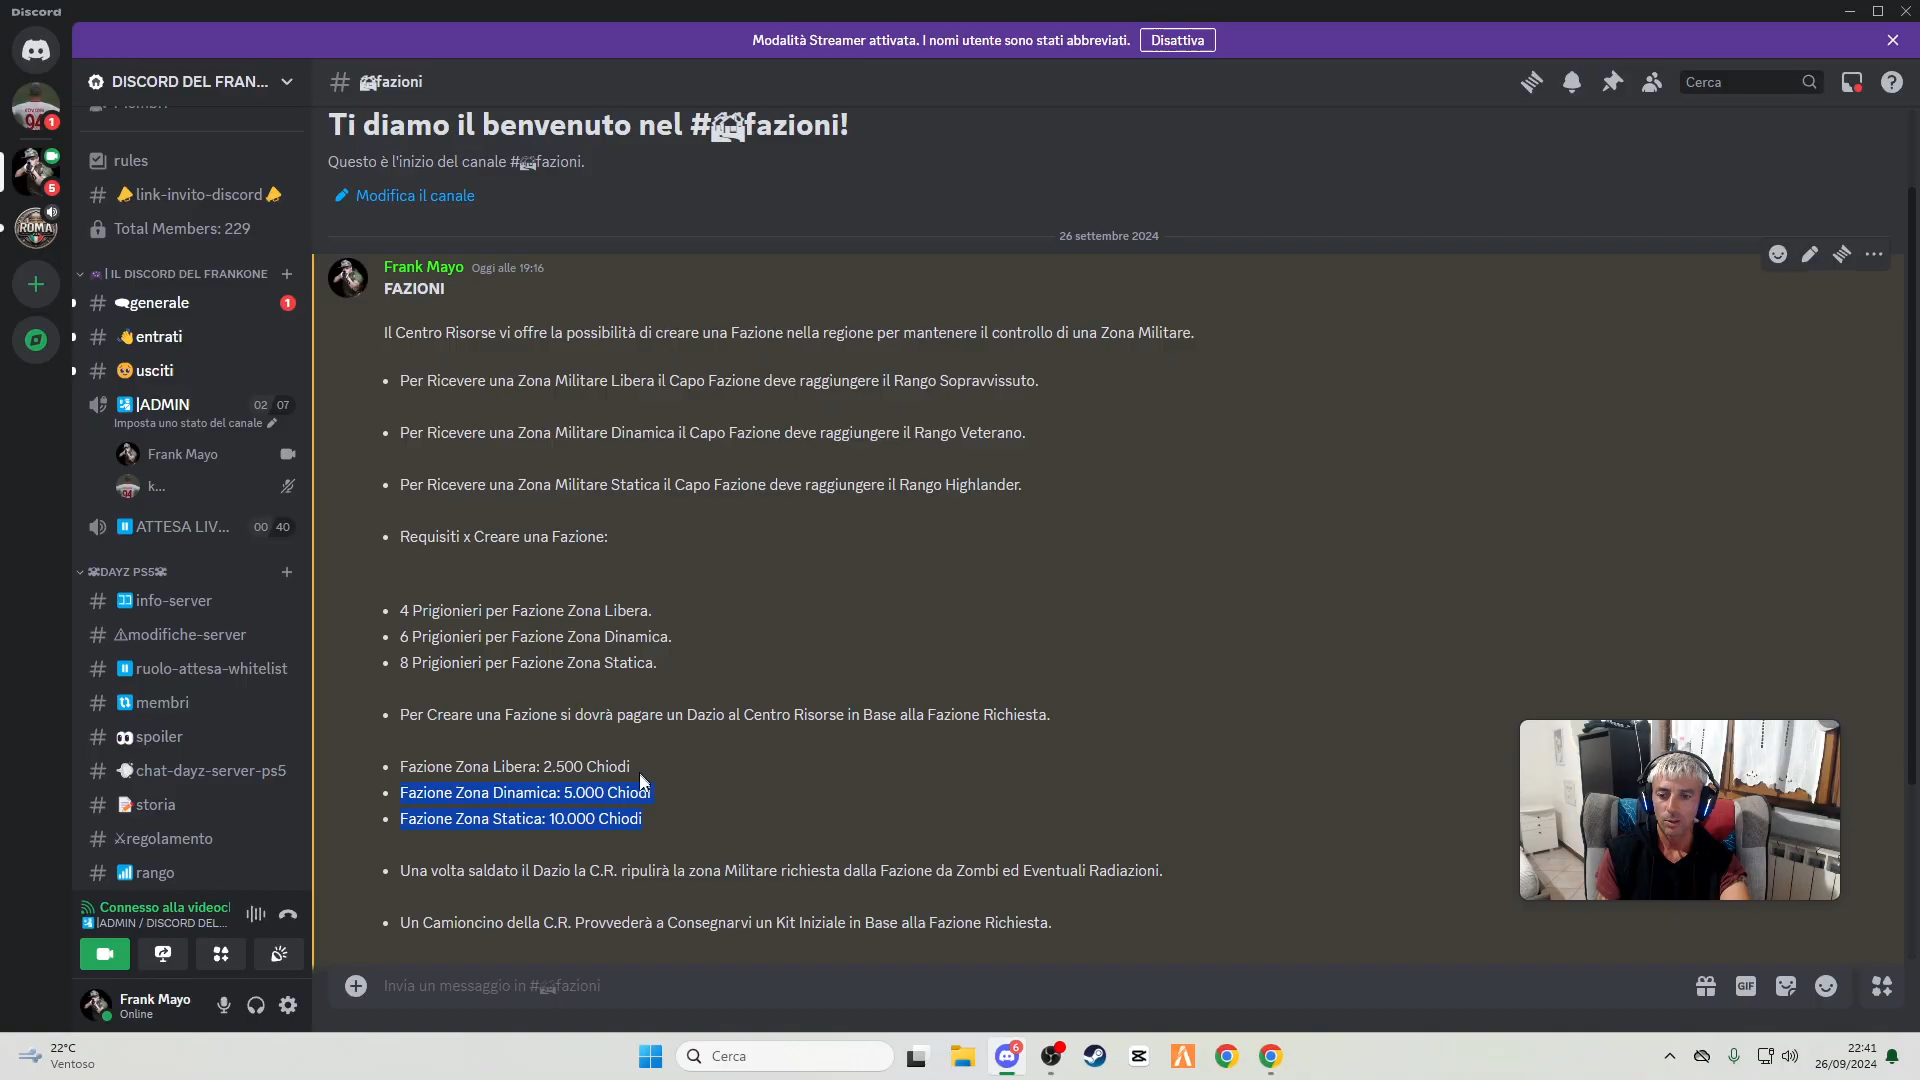 Discord
Modalità Streamer attivata. I nomi utente sono stati abbreviati.
Disattiva
DISCORD DEL FRAN...
fazioni
Cerca
rules
link-invito-discord
Total Members: 229
| IL DISCORD DEL FRANKONE
generale
1
entrati
usciti
|ADMIN
02 07
Imposta uno stato del canale
Frank Mayo
k...
ATTESA LIV...
00 40
DAYZ PS5
info-server
modifiche-server
ruolo-attesa-whitelist
membri
spoiler
chat-dayz-server-ps5
storia
regolamento
rango
Connesso alla videoc
|ADMIN / DISCORD DEL...
Frank Mayo
Online
1
5
ROMA
Ti diamo il benvenuto nel #fazioni!
Questo è l'inizio del canale #fazioni.
Modifica il canale
26 settembre 2024
Frank Mayo Oggi alle 19:16
FAZIONI
Il Centro Risorse vi offre la possibilità di creare una Fazione nella regione per mantenere il controllo di una Zona Militare.
• Per Ricevere una Zona Militare Libera il Capo Fazione deve raggiungere il Rango Sopravvissuto.
• Per Ricevere una Zona Militare Dinamica il Capo Fazione deve raggiungere il Rango Veterano.
• Per Ricevere una Zona Militare Statica il Capo Fazione deve raggiungere il Rango Highlander.
• Requisiti x Creare una Fazione:
• 4 Prigionieri per Fazione Zona Libera.
• 6 Prigionieri per Fazione Zona Dinamica.
• 8 Prigionieri per Fazione Zona Statica.
• Per Creare una Fazione si dovrà pagare un Dazio al Centro Risorse in Base alla Fazione Richiesta.
• Fazione Zona Libera: 2.500 Chiodi
• Fazione Zona Dinamica: 5.000 Chiodi
• Fazione Zona Statica: 10.000 Chiodi
• Una volta saldato il Dazio la C.R. ripulirà la zona Militare richiesta dalla Fazione da Zombi ed Eventuali Radiazioni.
• Un Camioncino della C.R. Provvederà a Consegnarvi un Kit Iniziale in Base alla Fazione Richiesta.
Invia un messaggio in #fazioni
GIF
22°C
Ventoso
Cerca
6
22:41
26/09/2024